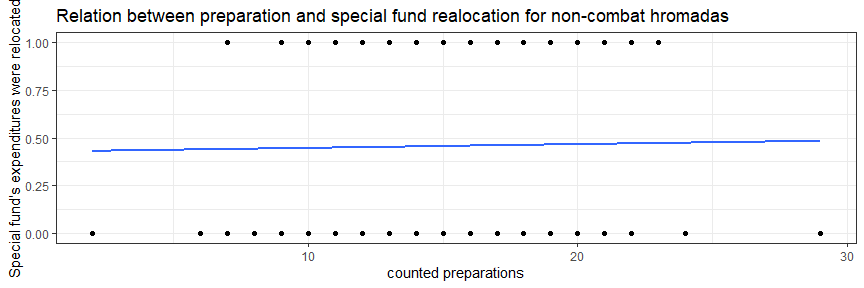 Relation between preparation and special fund realocation for non-combat hromadas
Special fund's expenditures were relocated
1.00
0.75
0.50
0.25
0.00
10
20
30
counted preparations